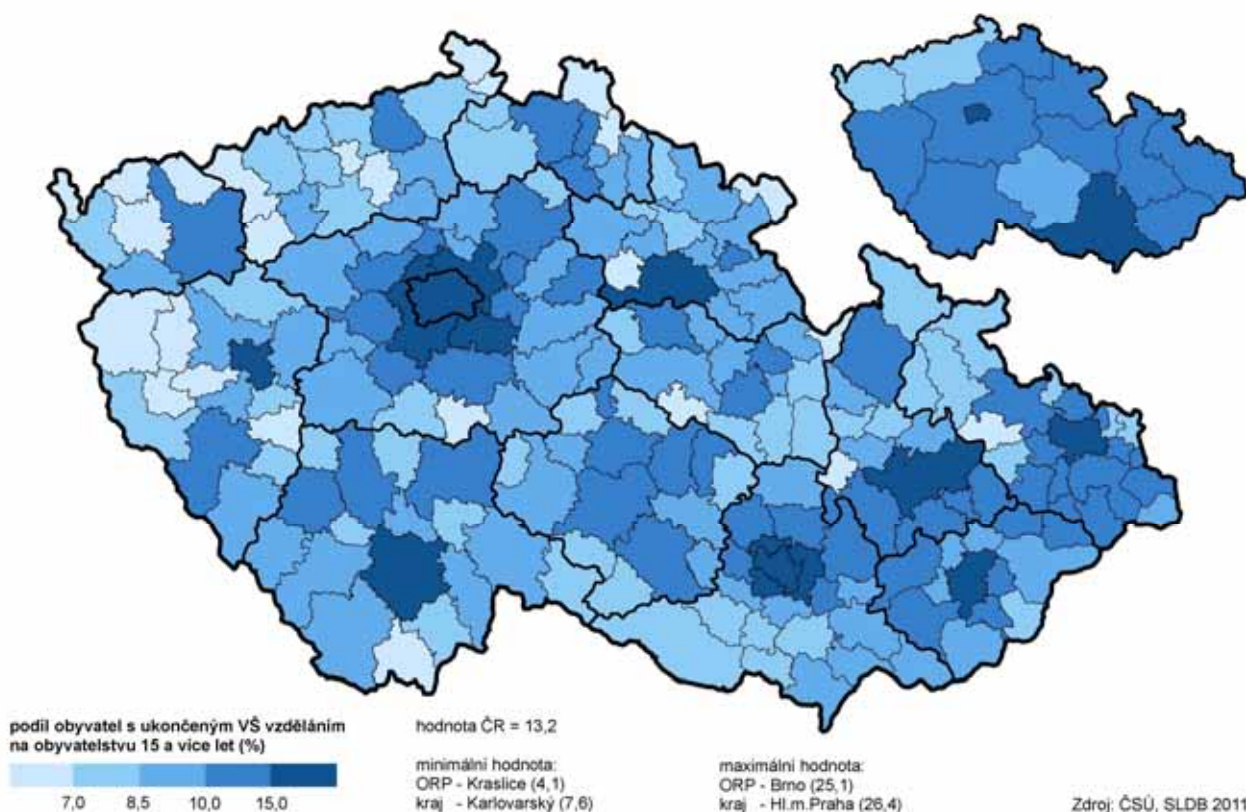 podíl obyvatel s ukončeným VŠ vzděláním
na obyvatelstvu 15 a více let (%)
7,0 8,5 10,0 15,0
hodnota ČR = 13,2
minimální hodnota:
ORP - Kraslice (4,1)
kraj - Karlovarský (7,6)
maximální hodnota:
ORP - Brno (25,1)
kraj - Hl.m.Praha (26,4)
Zdroj: ČSÚ, SLDB 2011